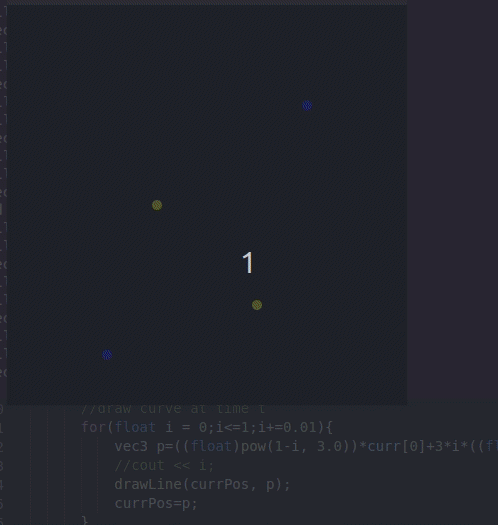 1
//draw curve at time t
for(float i = 0;i<=1;i+=0.01){
vec3 p=((float)pow(1-i, 3.0))*curr[0]+3*i*((fl
//cout << i;
drawLine(currPos, p);
currPos=p;
}